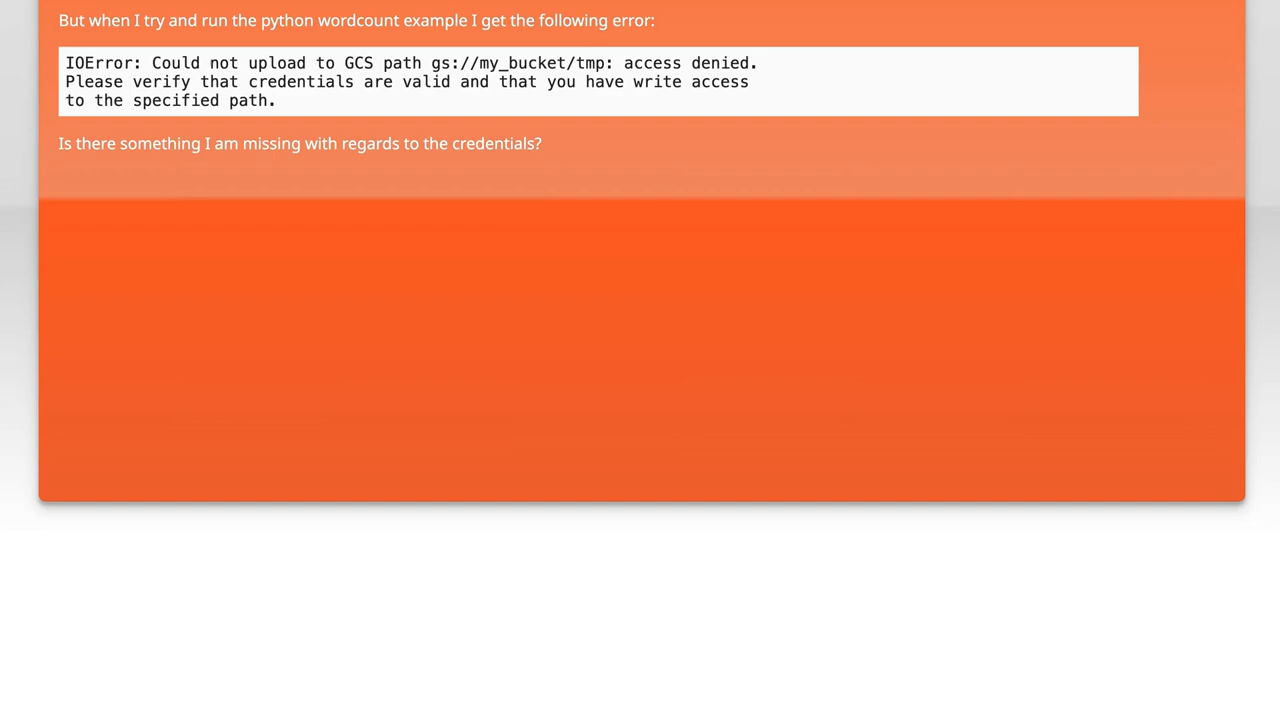 But when I try and run the python wordcount example I get the following error:
IOError: Could not upload to GCS path gs://my_bucket/tmp: access denied.
Please verify that credentials are valid and that you have write access
to the specified path.
Is there something I am missing with regards to the credentials?